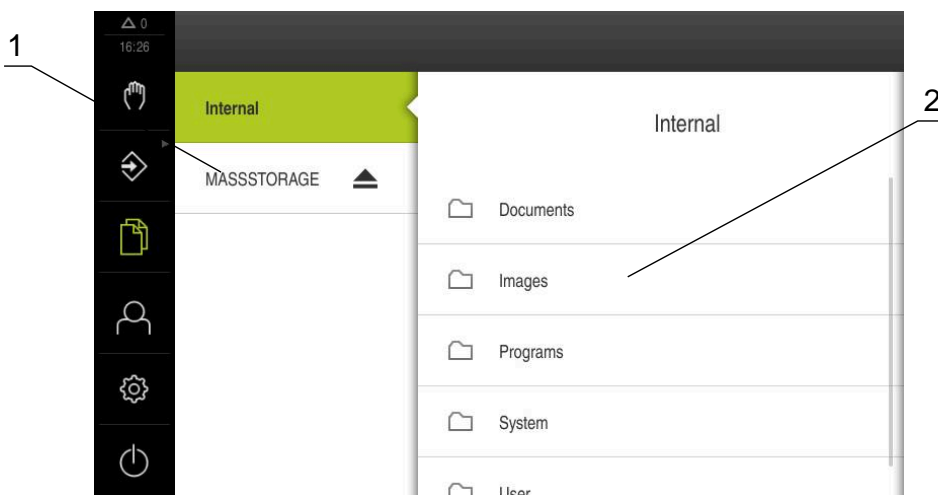 1
0
16:26
Internal
MASSSTORAGE
Internal
2
Documents
Images
Programs
System
User